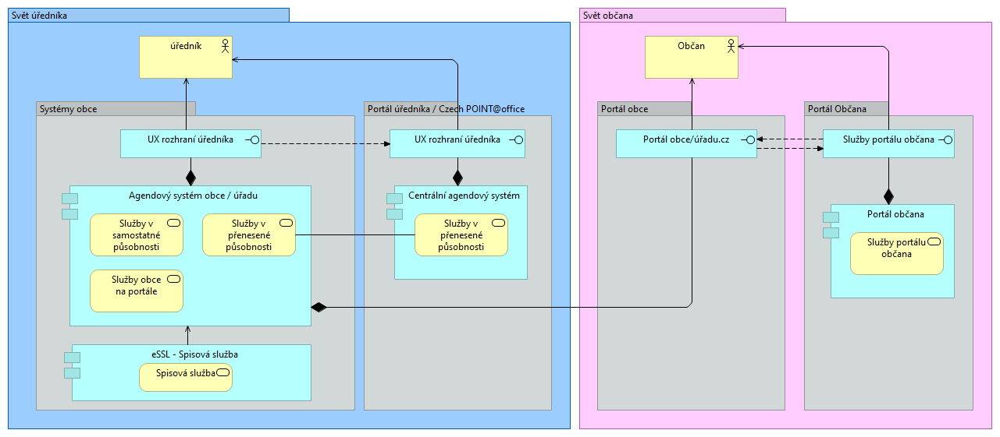 Svět úředníka
úředník
Systémy obce
UX rozhraní úředníka
Agendový systém obce / úřadu
Služby v
samostatné
působnosti
Služby v
přenesené
působnosti
Služby obce
na portále
eSSL - Spisová služba
Spisová služba
Portál úředníka / Czech POINT@office
UX rozhraní úředníka
Centrální agendový systém
Služby v
přenesené
působnosti
Svět občana
Občan
Portál obce
Portál obce/úřadu.cz
Portál Občana
Služby portálu občana
Portál občana
Služby portálu
občana